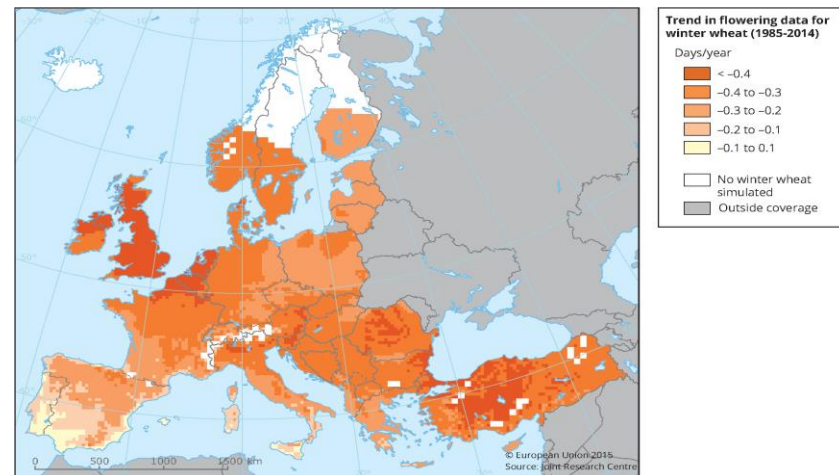 Trend in flowering data for
winter wheat (1985-2014)
Days/year
< –0.4
–0.4 to –0.3
–0.3 to –0.2
–0.2 to –0.1
–0.1 to 0.1
No winter wheat
simulated
Outside coverage
© European Union 2015
Source: Joint Research Centre
0 500 1000 1500 km